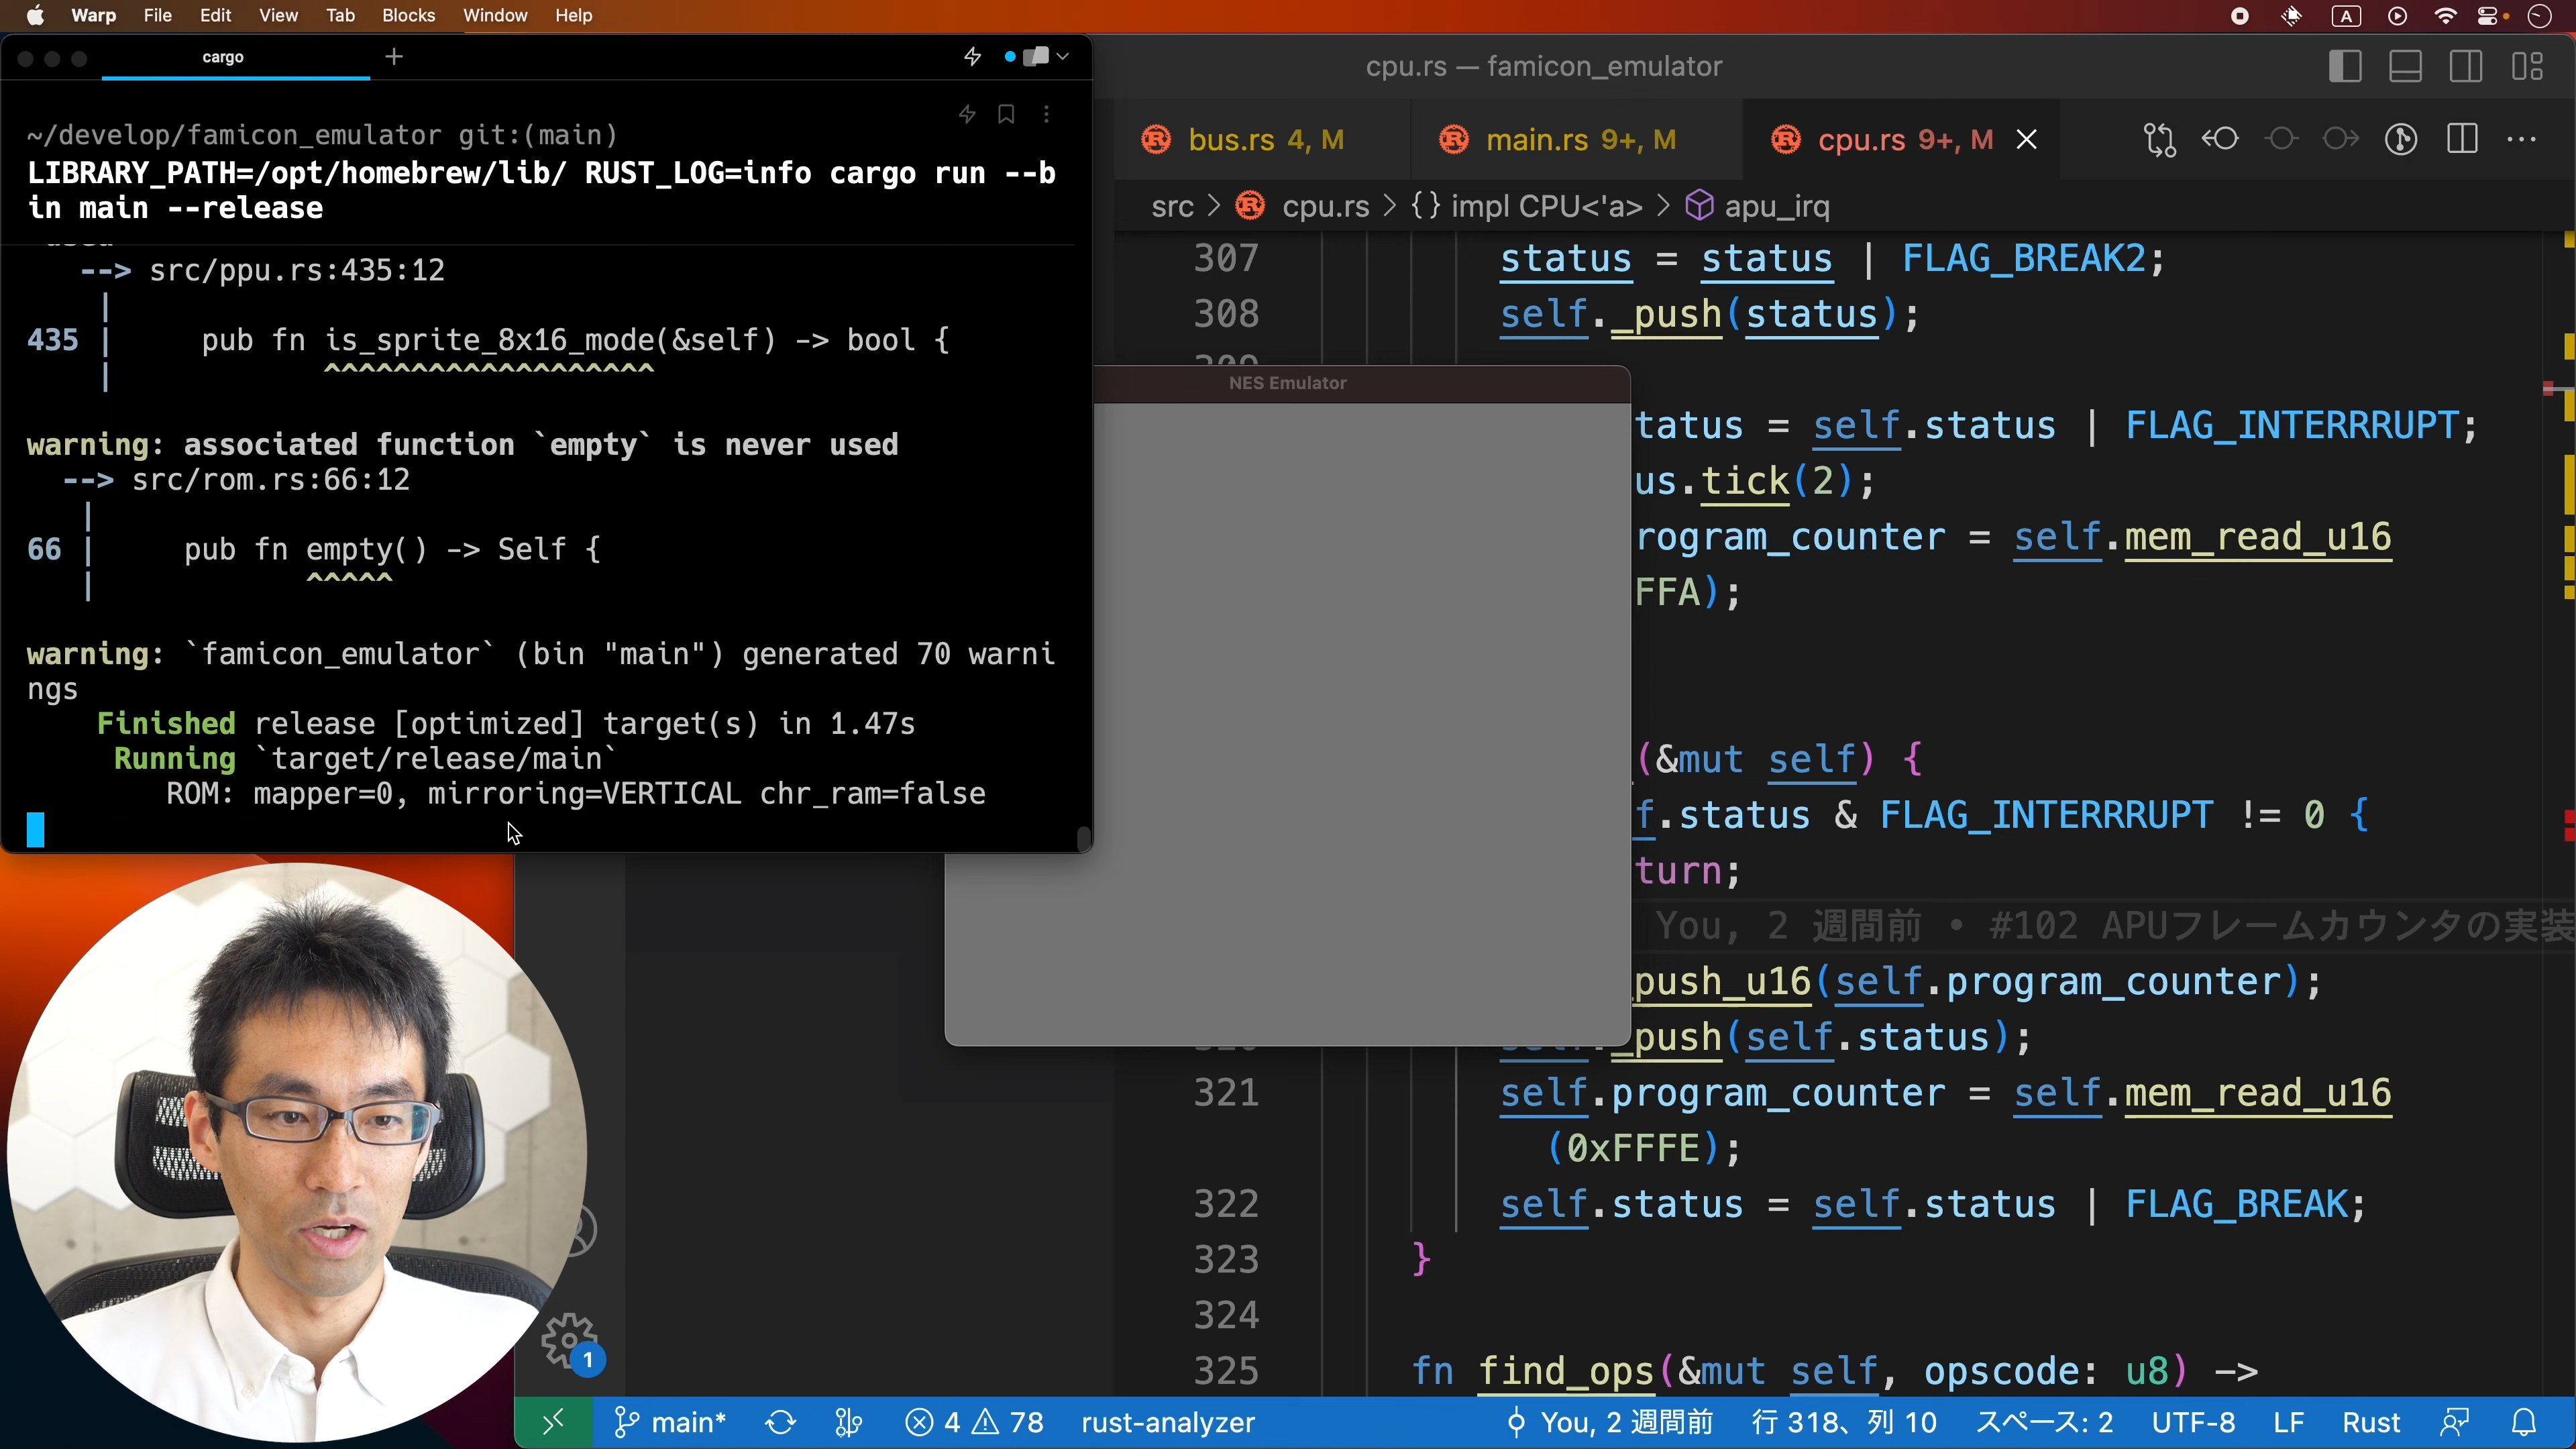 Warp File Edit View Tab Blocks Window Help
A
cargo
~/develop/famicon_emulator git:(main)
LIBRARY_PATH=/opt/homebrew/lib/ RUST_LOG=info cargo run --b
in main --release
--> src/ppu.rs:435:12
|
435 | pub fn is_sprite_8x16_mode(&self) -> bool {
| ^^^^^^^^^^^^^^^^^^^
warning: associated function `empty` is never used
--> src/rom.rs:66:12
|
66 | pub fn empty() -> Self {
| ^^^^^
warning: `famicon_emulator` (bin "main") generated 70 warni
ngs
Finished release [optimized] target(s) in 1.47s
Running `target/release/main`
ROM: mapper=0, mirroring=VERTICAL chr_ram=false
cpu.rs — famicon_emulator
bus.rs 4, M main.rs 9+, M cpu.rs 9+, M
src > cpu.rs > {} impl CPU<'a> > apu_irq
307 status = status | FLAG_BREAK2;
308 self._push(status);
NES Emulator
tatus = self.status | FLAG_INTERRRUPT;
us.tick(2);
rogram_counter = self.mem_read_u16
FFA);
(&mut self) {
f.status & FLAG_INTERRRUPT != 0 {
turn;
You, 2 週間前 • #102 APUフレームカウンタの実装
_push_u16(self.program_counter);
_push(self.status);
321 self.program_counter = self.mem_read_u16
(0xFFFE);
322 self.status = self.status | FLAG_BREAK;
323 }
324
325 fn find_ops(&mut self, opscode: u8) ->
1
main* 4 78 rust-analyzer You, 2 週間前 行 318、列 10 スペース: 2 UTF-8 LF Rust